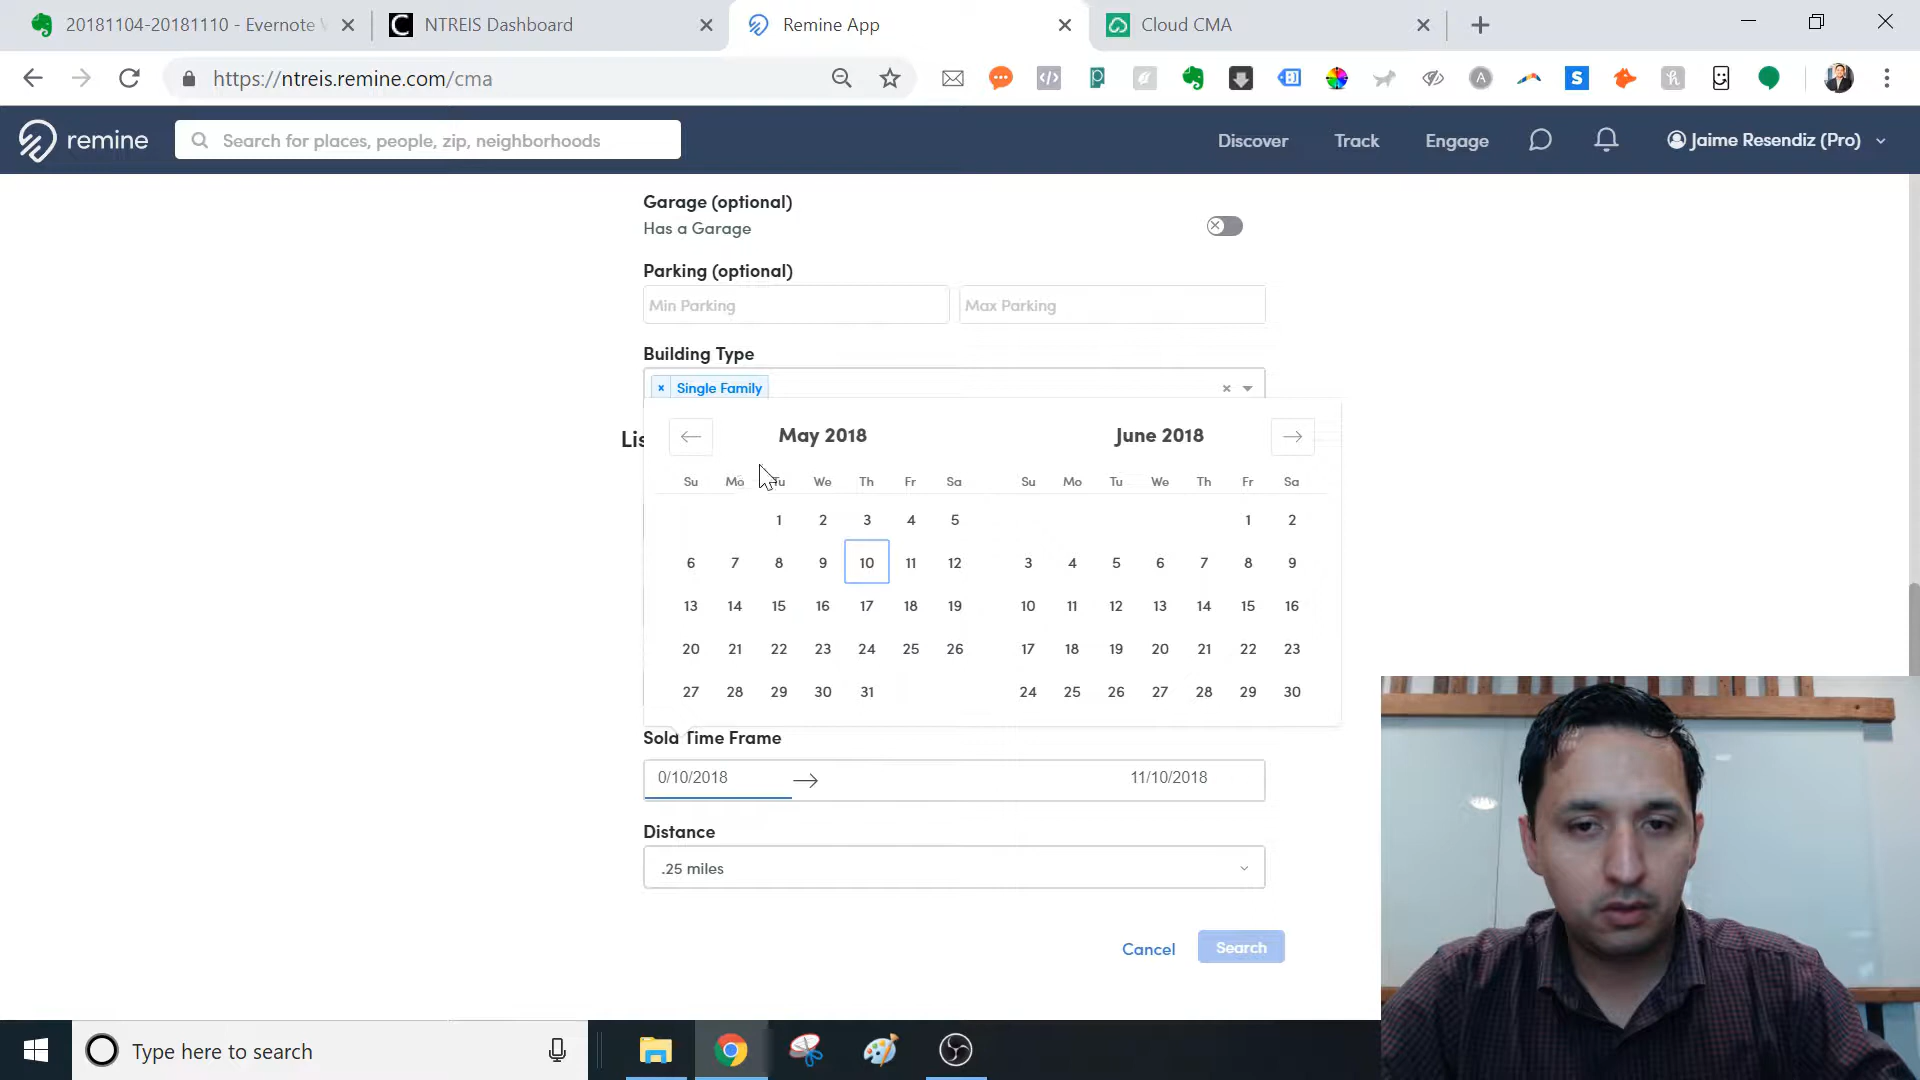 20181104-20181110 - Evernote
NTREIS Dashboard
Remine App
Cloud CMA
https://ntreis.remine.com/cma
remine
Search for places, people, zip, neighborhoods
Discover
Track
Engage
Jaime Resendiz (Pro)
Garage (optional)
Has a Garage
Parking (optional)
Min Parking
Max Parking
Building Type
× Single Family
Lis
May 2018
June 2018
Su Mo Tu We Th Fr Sa
Su Mo Tu We Th Fr Sa
1 2 3 4 5
1 2
6 7 8 9 10 11 12
3 4 5 6 7 8 9
13 14 15 16 17 18 19
10 11 12 13 14 15 16
20 21 22 23 24 25 26
17 18 19 20 21 22 23
27 28 29 30 31
24 25 26 27 28 29 30
Sold Time Frame
0/10/2018
11/10/2018
Distance
.25 miles
Cancel
Search
Type here to search